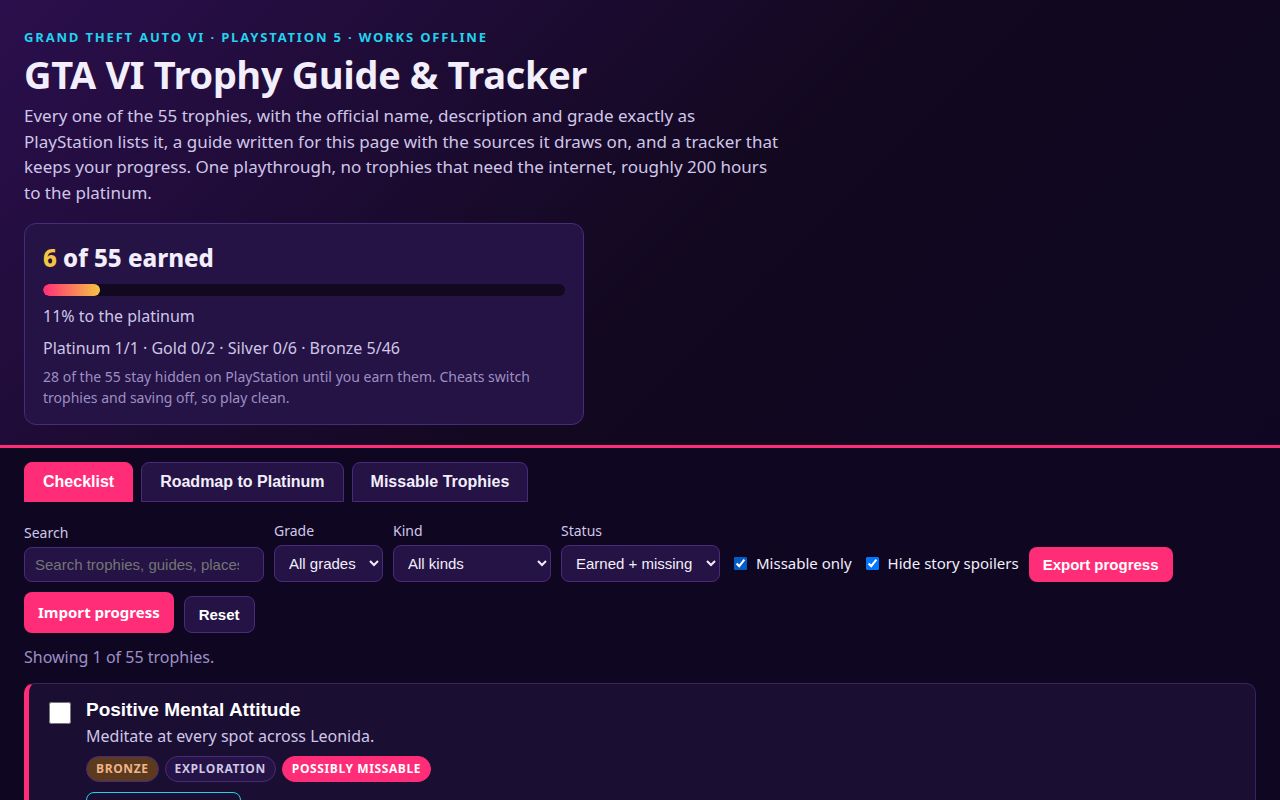 GRAND THEFT AUTO VI · PLAYSTATION 5 · WORKS OFFLINE
GTA VI Trophy Guide & Tracker
Every one of the 55 trophies, with the official name, description and grade exactly as
PlayStation lists it, a guide written for this page with the sources it draws on, and a tracker that
keeps your progress. One playthrough, no trophies that need the internet, roughly 200 hours
to the platinum.
6 of 55 earned
11% to the platinum
Platinum 1/1 · Gold 0/2 · Silver 0/6 · Bronze 5/46
28 of the 55 stay hidden on PlayStation until you earn them. Cheats switch
trophies and saving off, so play clean.
Checklist Roadmap to Platinum Missable Trophies
Search Grade Kind Status
Search trophies, guides, places All grades All kinds Earned + missing Missable only Hide story spoilers Export progress
Import progress Reset
Showing 1 of 55 trophies.
Positive Mental Attitude
Meditate at every spot across Leonida.
BRONZE EXPLORATION POSSIBLY MISSABLE